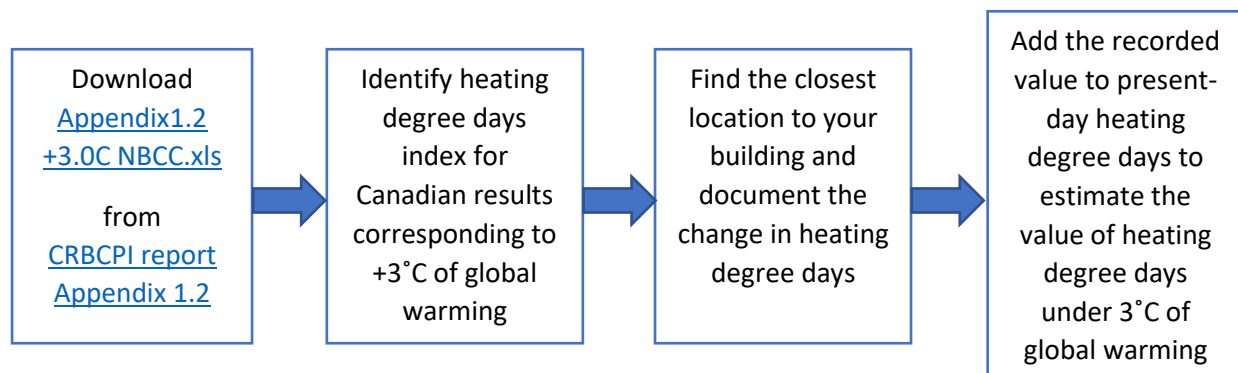 Download
Appendix1.2
+3.0C NBCC.xls
from
CRBCPI report
Appendix 1.2
Identify heating
degree days
index for
Canadian results
corresponding to
+3˚C of global
warming
Find the closest
location to your
building and
document the
change in heating
degree days
Add the recorded
value to present-
day heating
degree days to
estimate the
value of heating
degree days
under 3˚C of
global warming